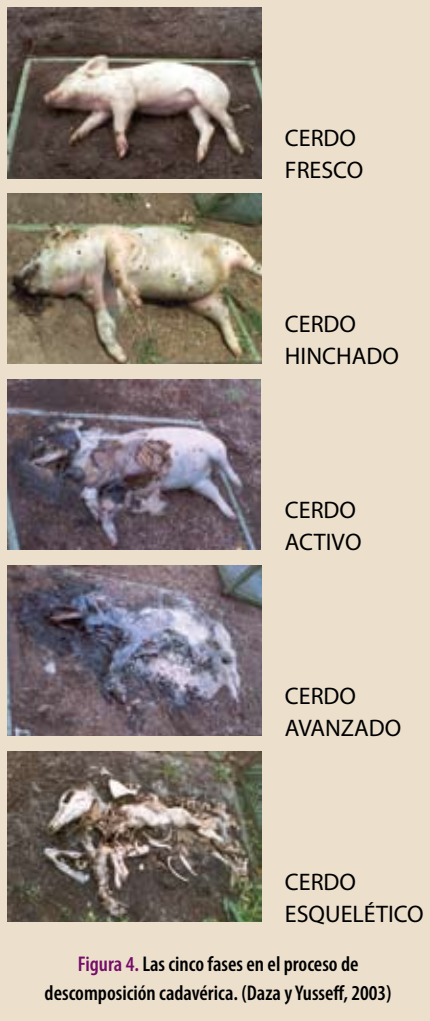 CERDO
FRESCO
CERDO
HINCHADO
CERDO
ACTIVO
CERDO
AVANZADO
CERDO
ESQUELÉTICO
Figura 4. Las cinco fases en el proceso de
descomposición cadavérica. (Daza y Yusseff, 2003)